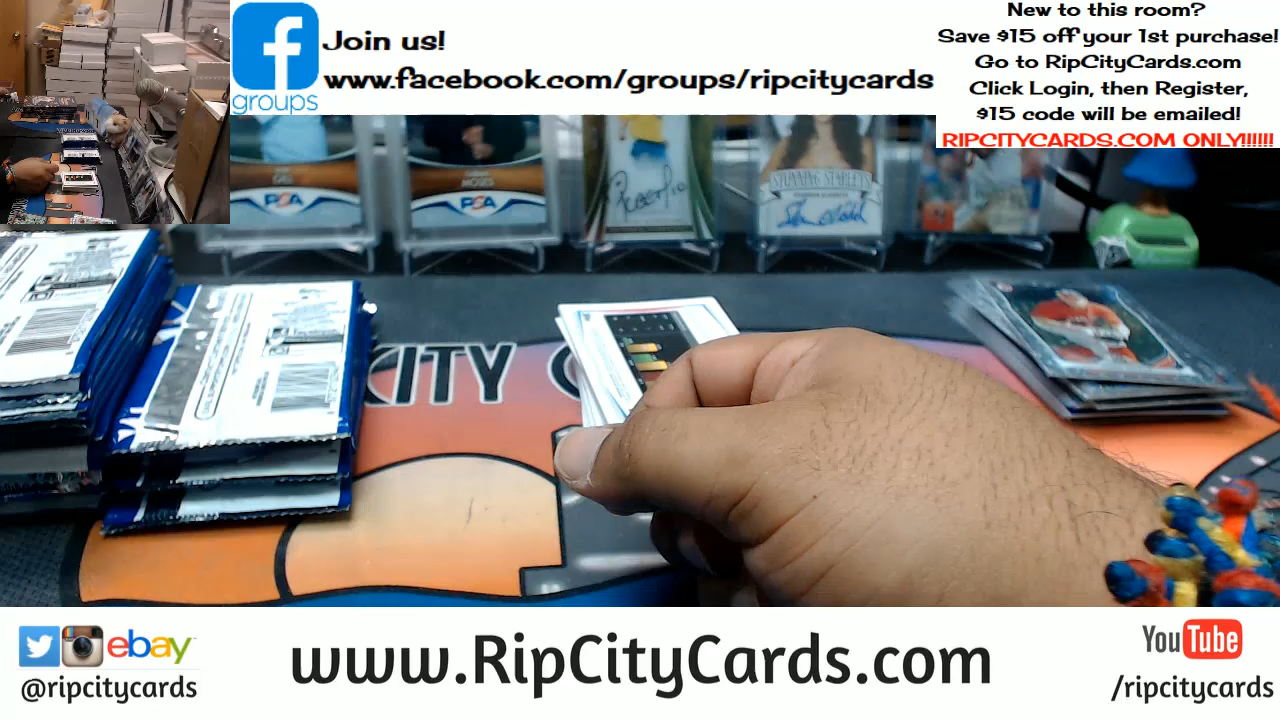 Join us!
www.facebook.com/groups/ripcitycards
groups
New to this room?
Save $15 off your 1st purchase!
Go to RipCityCards.com
Click Login, then Register,
$15 code will be emailed!
RIPCITYCARDS.COM ONLY!!!!!!
MOSS
PSA
PSA
STUNNING STARLETS
CITY C
ebay
@ripcitycards
www.RipCityCards.com
YouTube
/ripcitycards